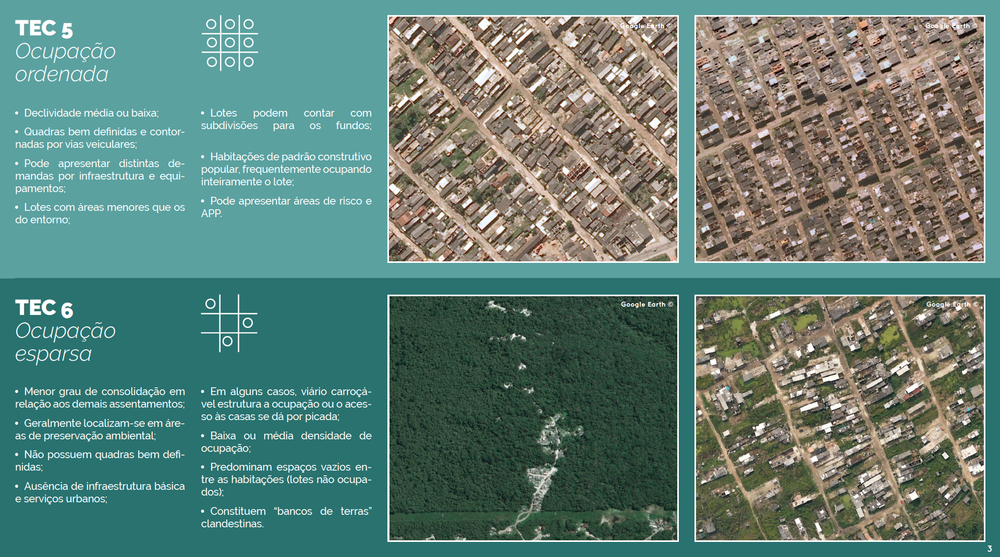 TEC 5
Ocupação
ordenada
• Declividade média ou baixa;
• Quadras bem definidas e contor-
nadas por vias veiculares;
• Pode apresentar distintas de-
mandas por infraestrutura e equi-
pamentos;
• Lotes com áreas menores que os
do entorno;
• Lotes podem contar com
subdivisões para os fundos;
• Habitações de padrão construtivo
popular, frequentemente ocupando
inteiramente o lote;
• Pode apresentar áreas de risco e
APP.
Google Earth ©
Google Earth ©
TEC 6
Ocupação
esparsa
• Menor grau de consolidação em
relação aos demais assentamentos;
• Geralmente localizam-se em áre-
as de preservação ambiental;
• Não possuem quadras bem defi-
nidas;
• Ausência de infraestrutura básica
e serviços urbanos;
• Em alguns casos, viário carroçá-
vel estrutura a ocupação ou o aces-
so às casas se dá por picada;
• Baixa ou média densidade de
ocupação;
• Predominam espaços vazios en-
tre as habitações (lotes não ocupa-
dos);
• Constituem “bancos de terras”
clandestinas.
Google Earth ©
Google Earth ©
3